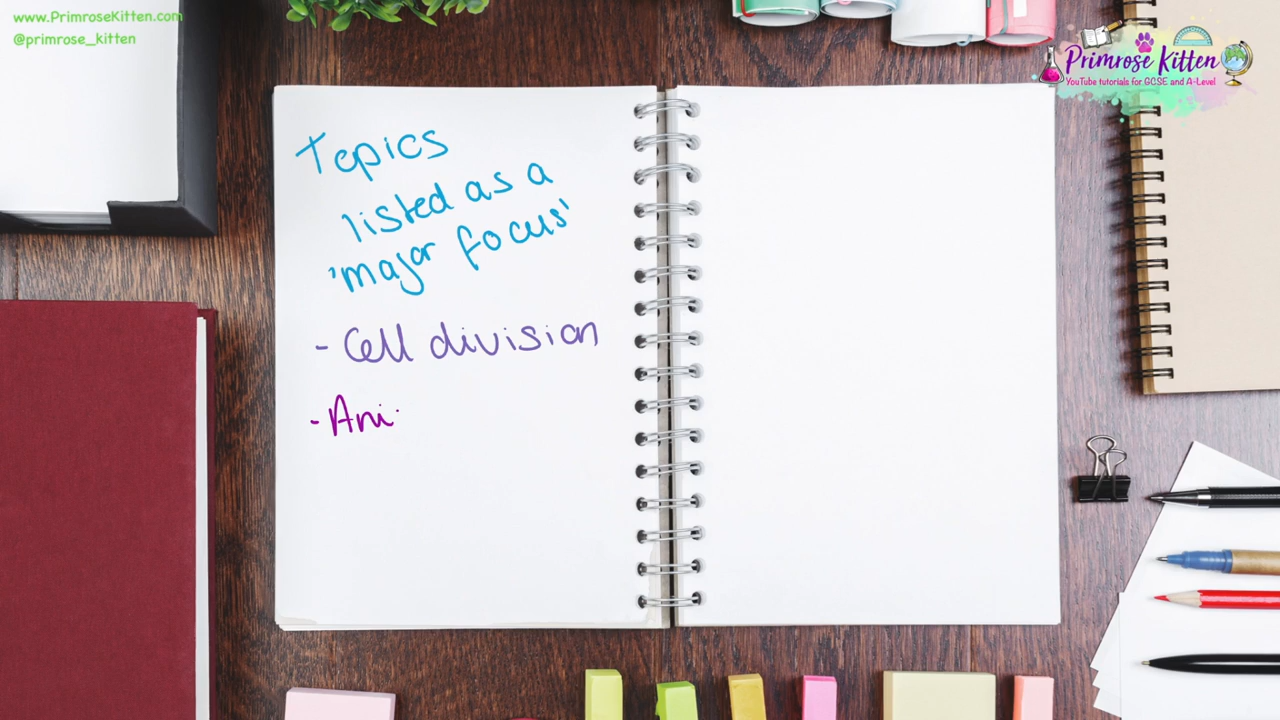 www.PrimroseKitten.com
@primrose_kitten
Primrose Kitten
YouTube tutorials for GCSE and A-Level
Topics
listed as a
'major focus'
- Cell division
- Ani